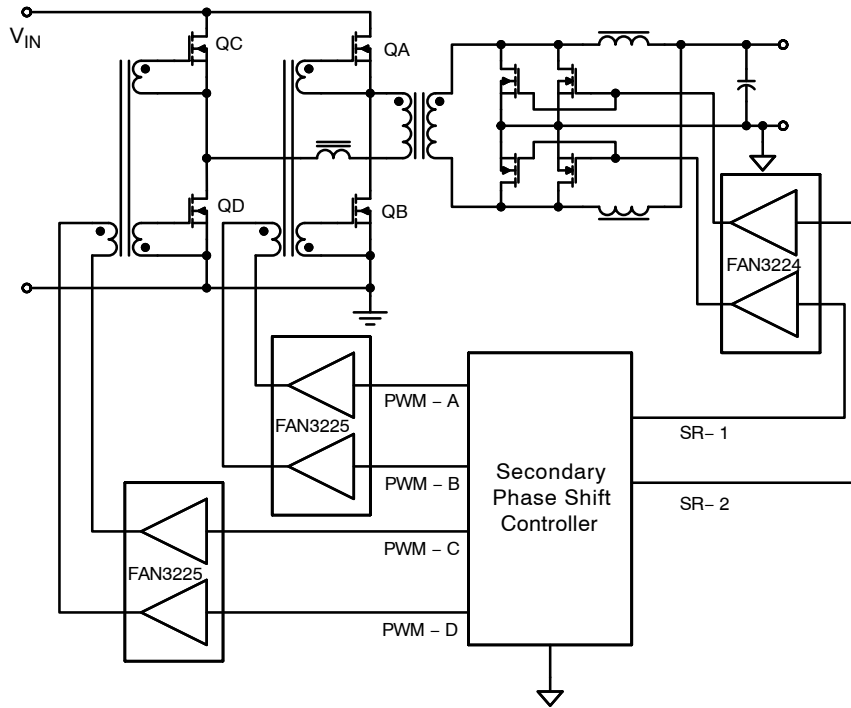 V_IN
QC
QA
QD
QB
FAN3224
PWM – A
FAN3225
PWM – B
SR– 1
Secondary
Phase Shift
Controller
SR– 2
PWM – C
FAN3225
PWM – D